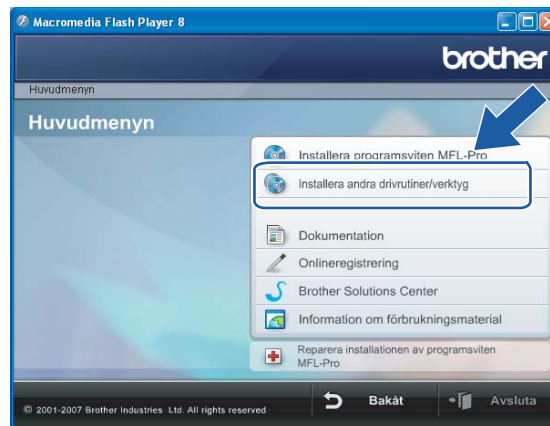 Macromedia Flash Player 8
brother
Huvudmenyn
Huvudmenyn
Installera programsviten MFL-Pro
Installera andra drivrutiner/verktyg
Dokumentation
Onlineregistrering
Brother Solutions Center
Information om förbrukningsmaterial
Reparera installationen av programsviten
MFL-Pro
© 2001-2007 Brother Industries Ltd. All rights reserved
Bakåt
Avsluta